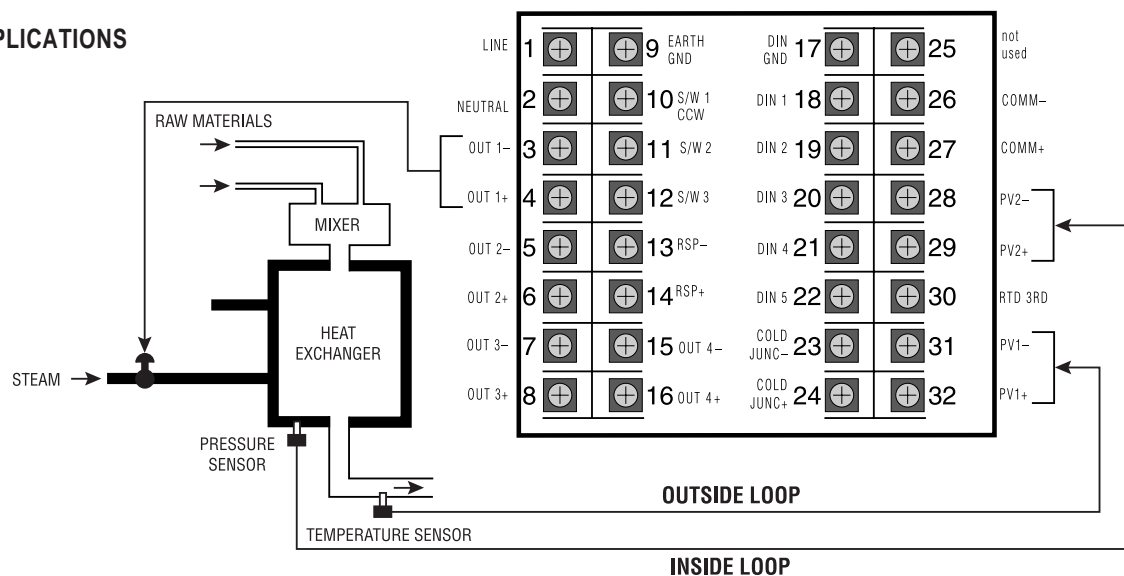 PLICATIONS
RAW MATERIALS
MIXER
HEAT
EXCHANGER
STEAM
PRESSURE
SENSOR
TEMPERATURE SENSOR
OUTSIDE LOOP
INSIDE LOOP
LINE 1 9 EARTH GND
NEUTRAL 2 10 S/W 1 CCW
OUT 1– 3 11 S/W 2
OUT 1+ 4 12 S/W 3
OUT 2– 5 13 RSP–
OUT 2+ 6 14 RSP+
OUT 3– 7 15 OUT 4–
OUT 3+ 8 16 OUT 4+
DIN GND 17 25 not used
DIN 1 18 26 COMM–
DIN 2 19 27 COMM+
DIN 3 20 28 PV2–
DIN 4 21 29 PV2+
DIN 5 22 30 RTD 3RD
COLD JUNC– 23 31 PV1–
COLD JUNC+ 24 32 PV1+